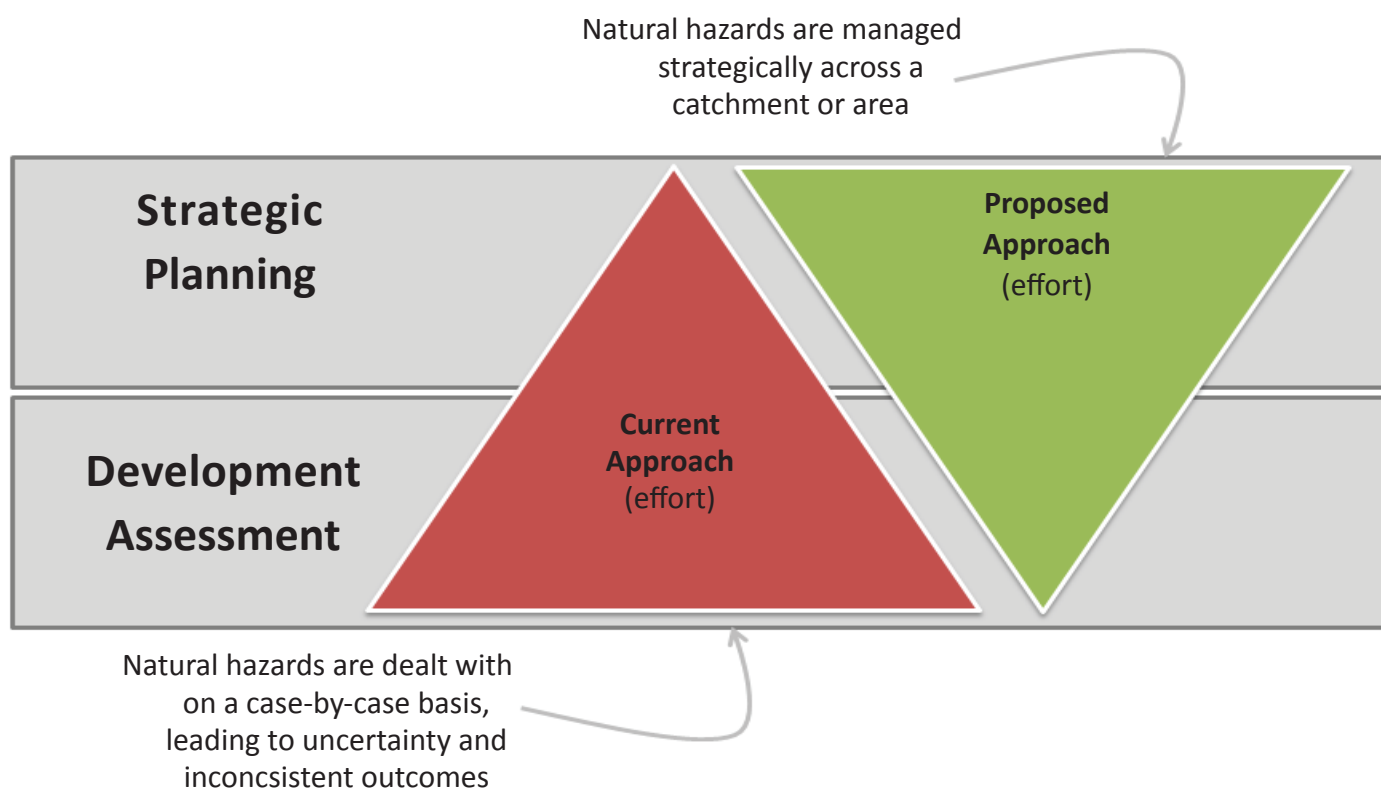 Natural hazards are managed
strategically across a
catchment or area
Strategic
Planning
Proposed
Approach
(effort)
Current
Approach
(effort)
Development
Assessment
Natural hazards are dealt with
on a case-by-case basis,
leading to uncertainty and
inconcsistent outcomes